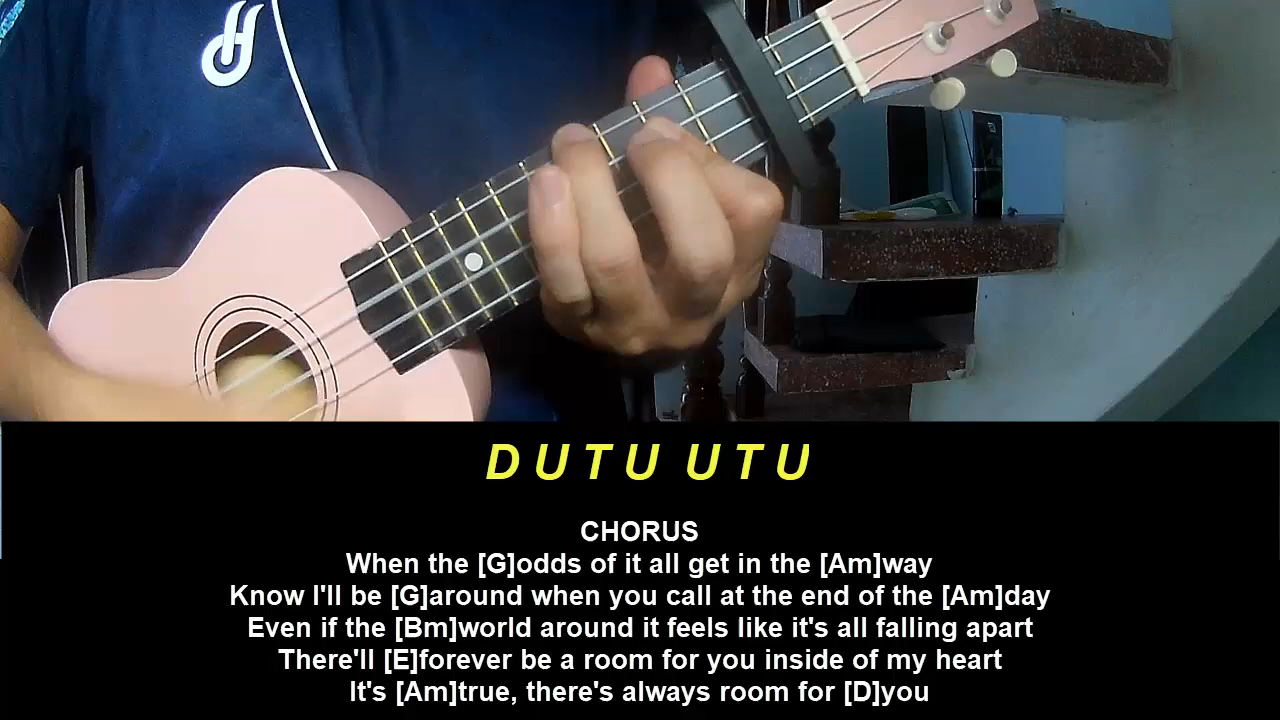 D U T U U T U
CHORUS
When the [G]odds of it all get in the [Am]way
Know I'll be [G]around when you call at the end of the [Am]day
Even if the [Bm]world around it feels like it's all falling apart
There'll [E]forever be a room for you inside of my heart
It's [Am]true, there's always room for [D]you